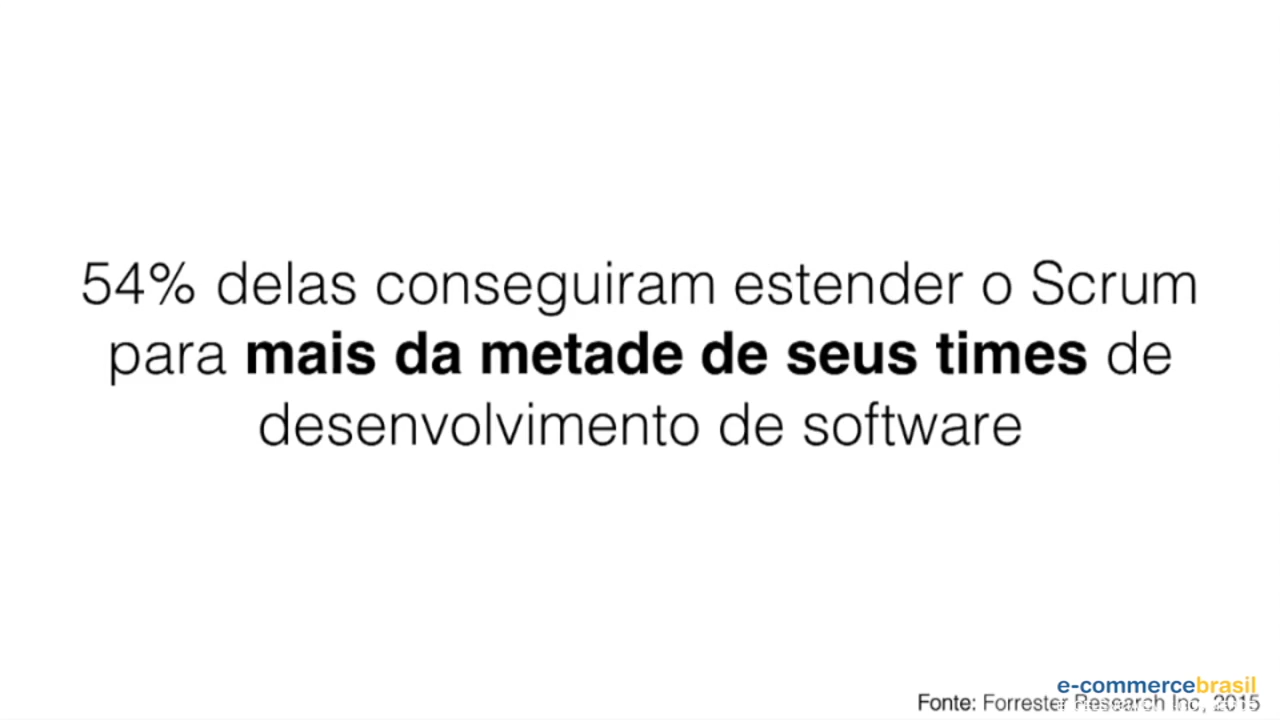 54% delas conseguiram estender o Scrum
para mais da metade de seus times de
desenvolvimento de software
e-commercebrasil
Fonte: Forrester Research Inc, 2015